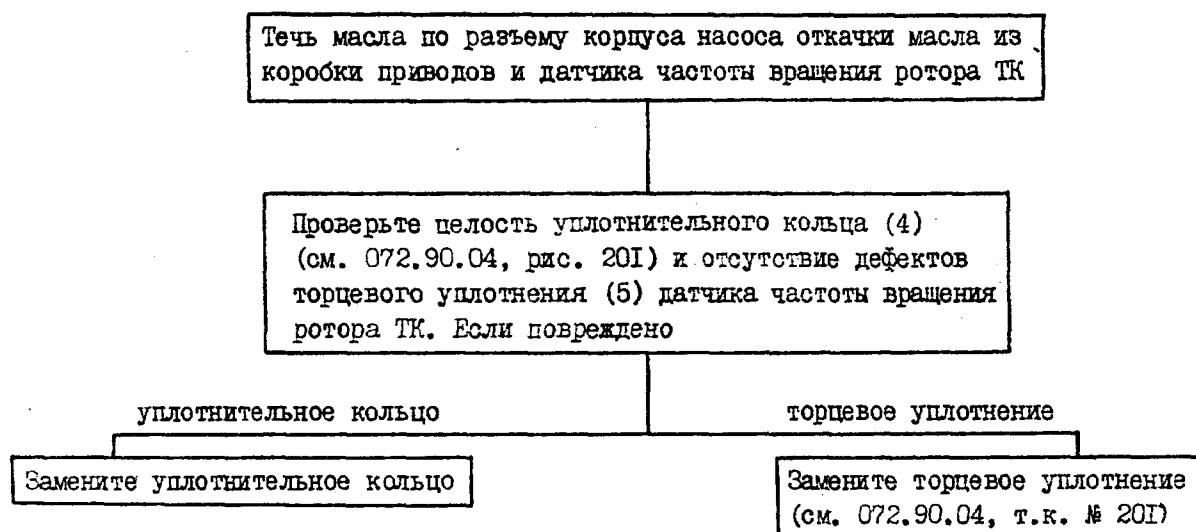 Течь масла по разъему корпуса насоса откачки масла из
коробки приводов и датчика частоты вращения ротора ТК
Проверьте целость уплотнительного кольца (4)
(см. 072.90.04, рис. 20I) и отсутствие дефектов
торцевого уплотнения (5) датчика частоты вращения
ротора ТК. Если повреждено
уплотнительное кольцо
торцевое уплотнение
Замените уплотнительное кольцо
Замените торцевое уплотнение
(см. 072.90.04, т.к. № 20I)